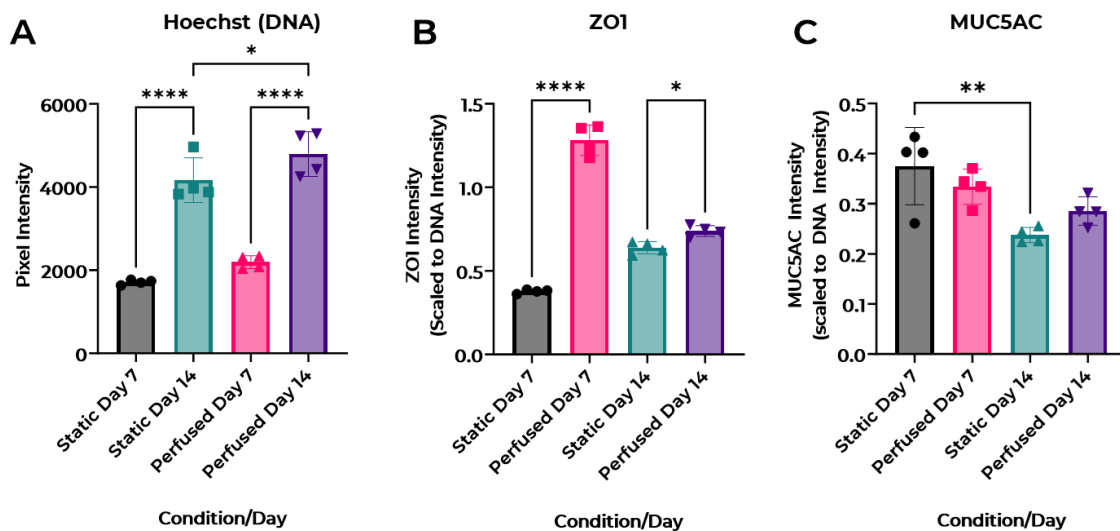 A
Hoechst (DNA)
*
**** ****
Pixel Intensity
6000
4000
2000
0
Static Day 7
Static Day 14
Perfused Day 7
Perfused Day 14
Condition/Day
B
ZO1
**** *
ZO1 Intensity
(Scaled to DNA Intensity)
1.5
1.0
0.5
0.0
Static Day 7
Perfused Day 7
Static Day 14
Perfused Day 14
Condition/Day
C
MUC5AC
**
MUC5AC Intensity
(scaled to DNA Intensity)
0.5
0.4
0.3
0.2
0.1
0.0
Static Day 7
Perfused Day 7
Static Day 14
Perfused Day 14
Condition/Day